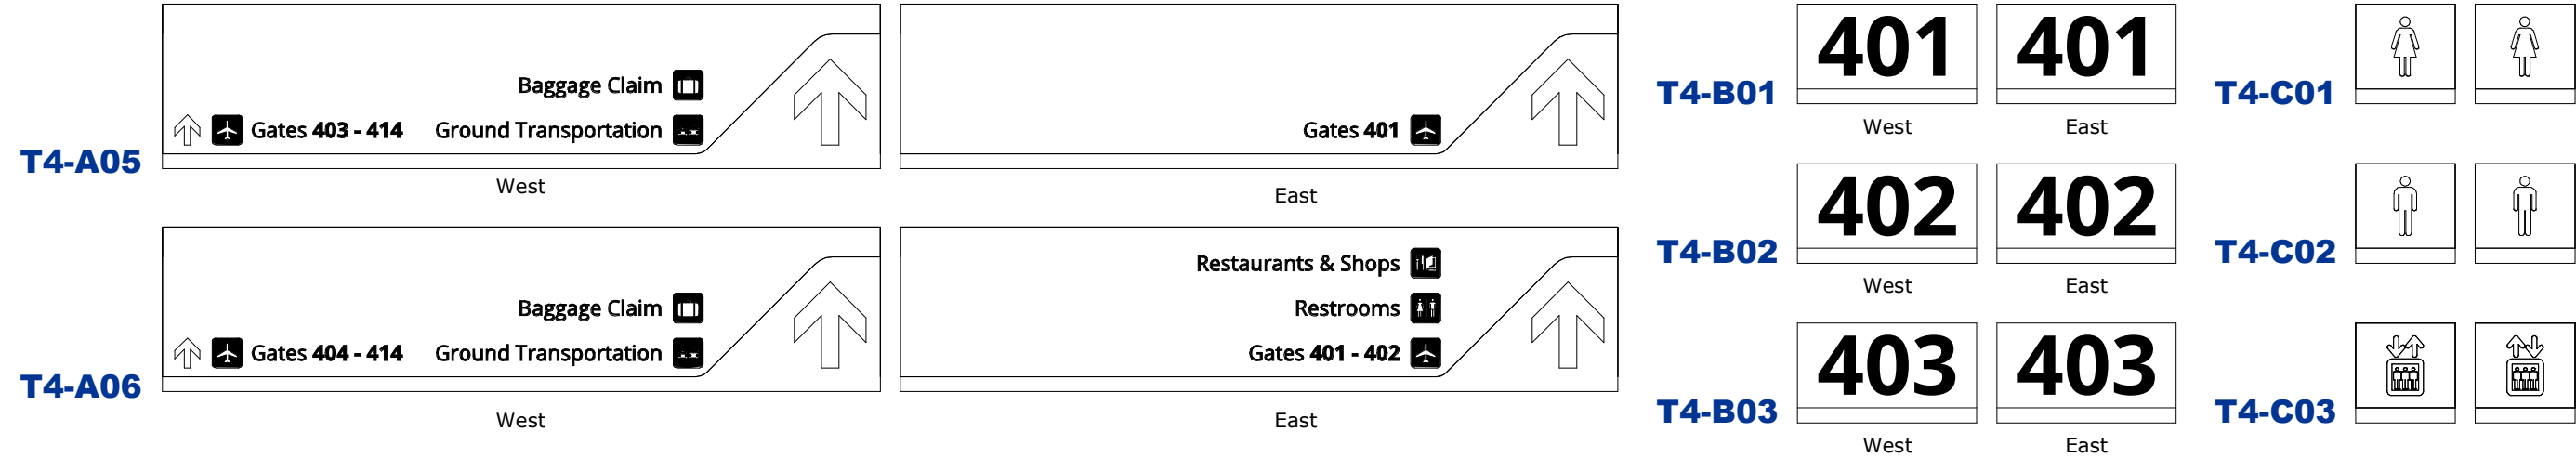 T4-A05
Baggage Claim
Gates 403 - 414 Ground Transportation
West
Gates 401
East
T4-A06
Baggage Claim
Gates 404 - 414 Ground Transportation
West
Restaurants & Shops
Restrooms
Gates 401 - 402
East
T4-B01
401 401
West East
T4-B02
402 402
West East
T4-B03
403 403
West East
T4-C01
T4-C02
T4-C03